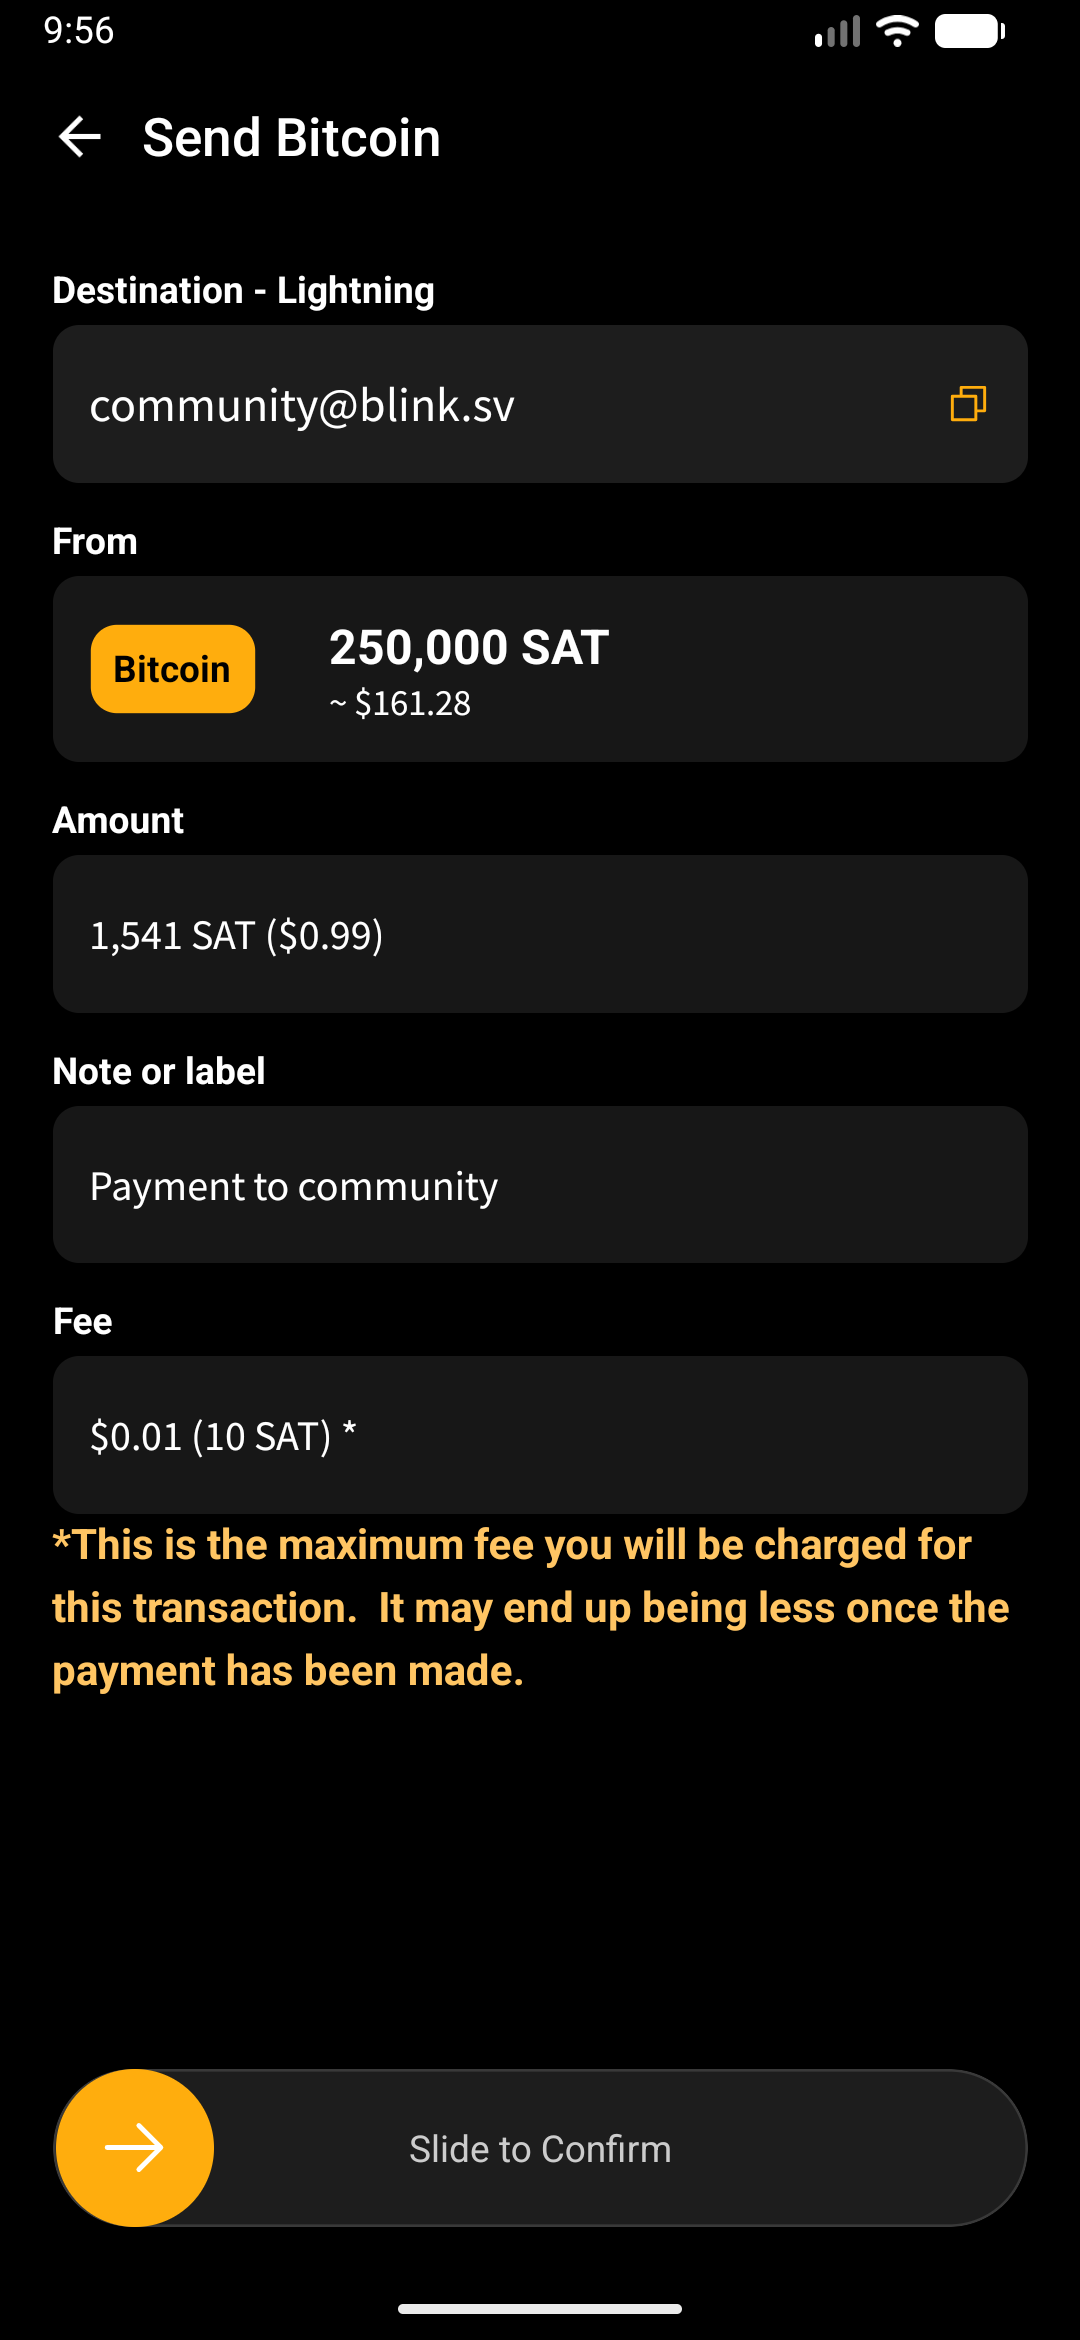 9:56
Send Bitcoin
Destination - Lightning
community@blink.sv
From
Bitcoin
250,000 SAT
~ $161.28
Amount
1,541 SAT ($0.99)
Note or label
Payment to community
Fee
$0.01 (10 SAT) *
*This is the maximum fee you will be charged for
this transaction.  It may end up being less once the
payment has been made.
Slide to Confirm